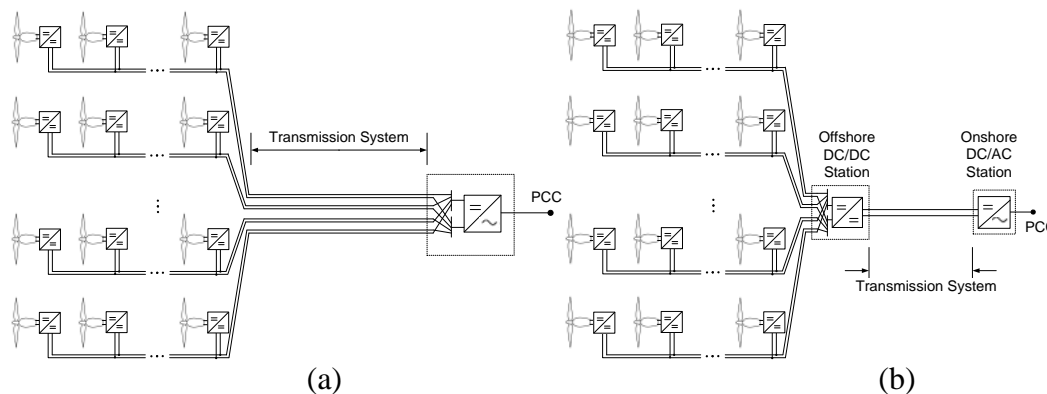 Transmission System
PCC
(a)
Offshore
DC/DC
Station
Onshore
DC/AC
Station
PCC
Transmission System
(b)